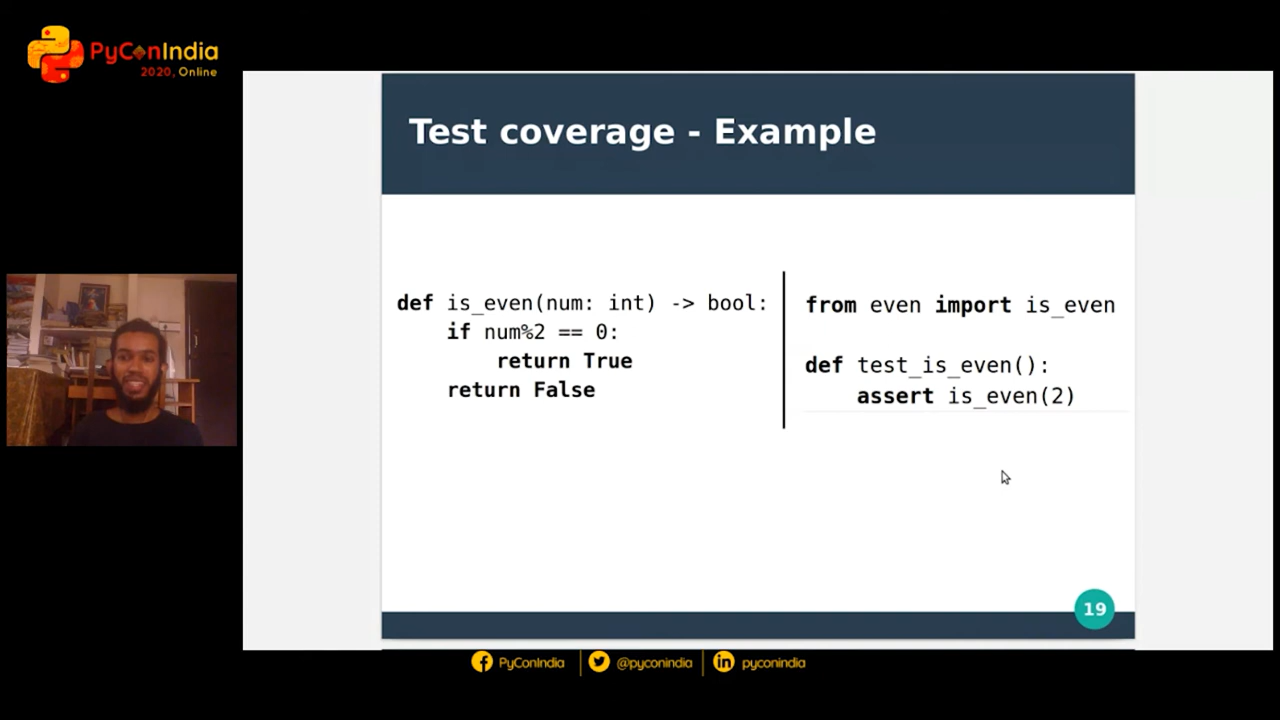 PyConIndia
2020, Online
Test coverage - Example
def is_even(num: int) -> bool:
    if num%2 == 0:
        return True
    return False
from even import is_even
def test_is_even():
    assert is_even(2)
19
PyConIndia
@pyconindia
pyconindia